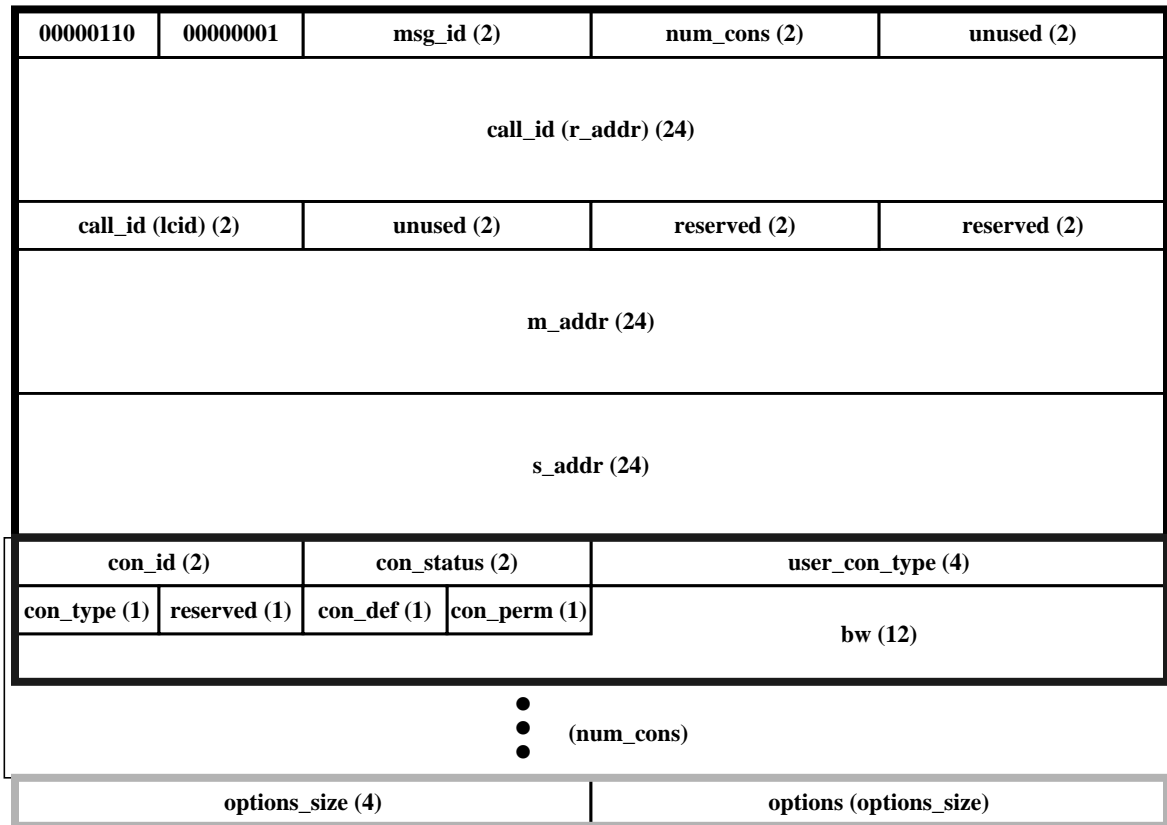 00000110 00000001 msg_id (2) num_cons (2) unused (2)
call_id (r_addr) (24)
call_id (lcid) (2) unused (2) reserved (2) reserved (2)
m_addr (24)
s_addr (24)
con_id (2) con_status (2) user_con_type (4)
con_type (1) reserved (1) con_def (1) con_perm (1)
bw (12)
(num_cons)
options_size (4) options (options_size)